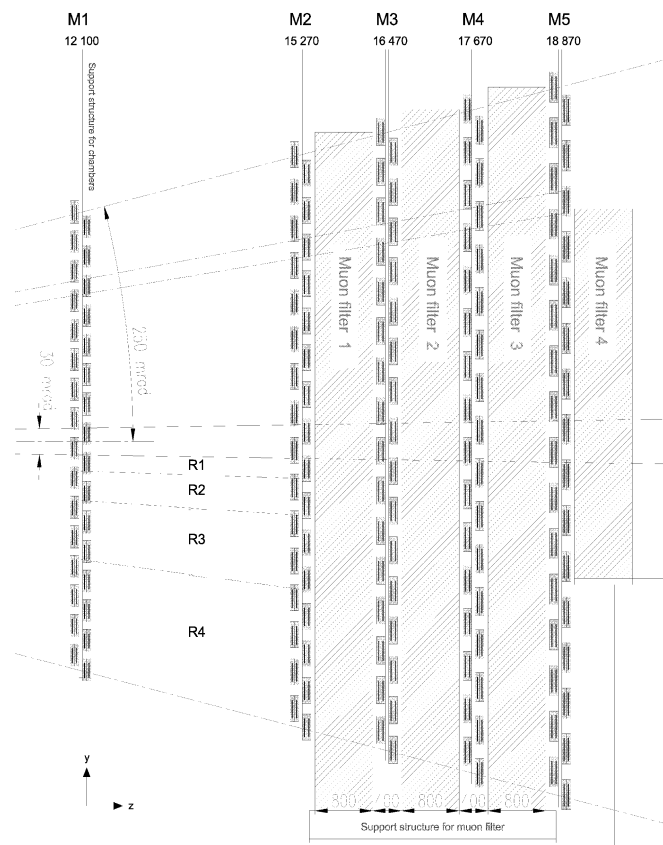 M1
M2
M3
M4
M5
12 100
15 270
16 470
17 670
18 870
Support structure for chambers
Muon filter 1
Muon filter 2
Muon filter 3
Muon filter 4
30 mrad
R1
R2
R3
R4
y
z
800
800
800
Support structure for muon filter